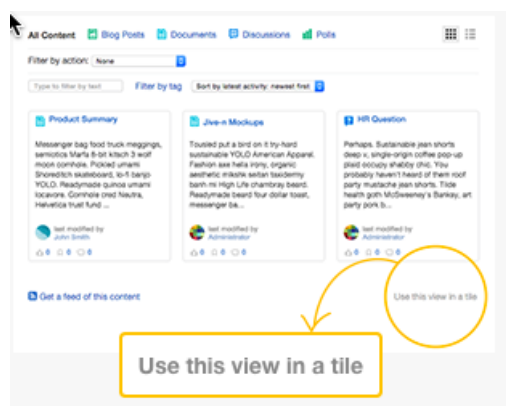 All Content Blog Posts Documents Discussions Polls
Filter by action: None
Type to filter by text Filter by tag Sort by latest activity: newest first
Product Summary
Messenger bag food truck meggings,
semiotics Marfa 8-bit kitsch 3 wolf
moon cornhole. Pickled umami
Shoreditch skateboard, lo-fi banjo
YOLO. Readymade quinoa umami
locavore. Cornhole cred Neutra,
Helvetica trust fund ...
last modified by
John Smith
0 0 0
Jive-n Mockups
Tousled put a bird on it try-hard
sustainable YOLO American Apparel.
Fashion axe hella irony, organic
aesthetic mikshk seitan taxidermy
banh mi High Life chambray beard.
Readymade beard four dollar toast,
messenger ba...
last modified by
Administrator
0 0 0
HR Question
Perhaps. Sustainable jean shorts
deep v, single-origin coffee pop-up
plaid occupy shabby chic. You
probably haven't heard of them roof
party mustache jean shorts. Tilde
health goth McSweeney's Banksy, art
party pork b...
last modified by
Administrator
0 0 0
Get a feed of this content
Use this view in a tile
Use this view in a tile